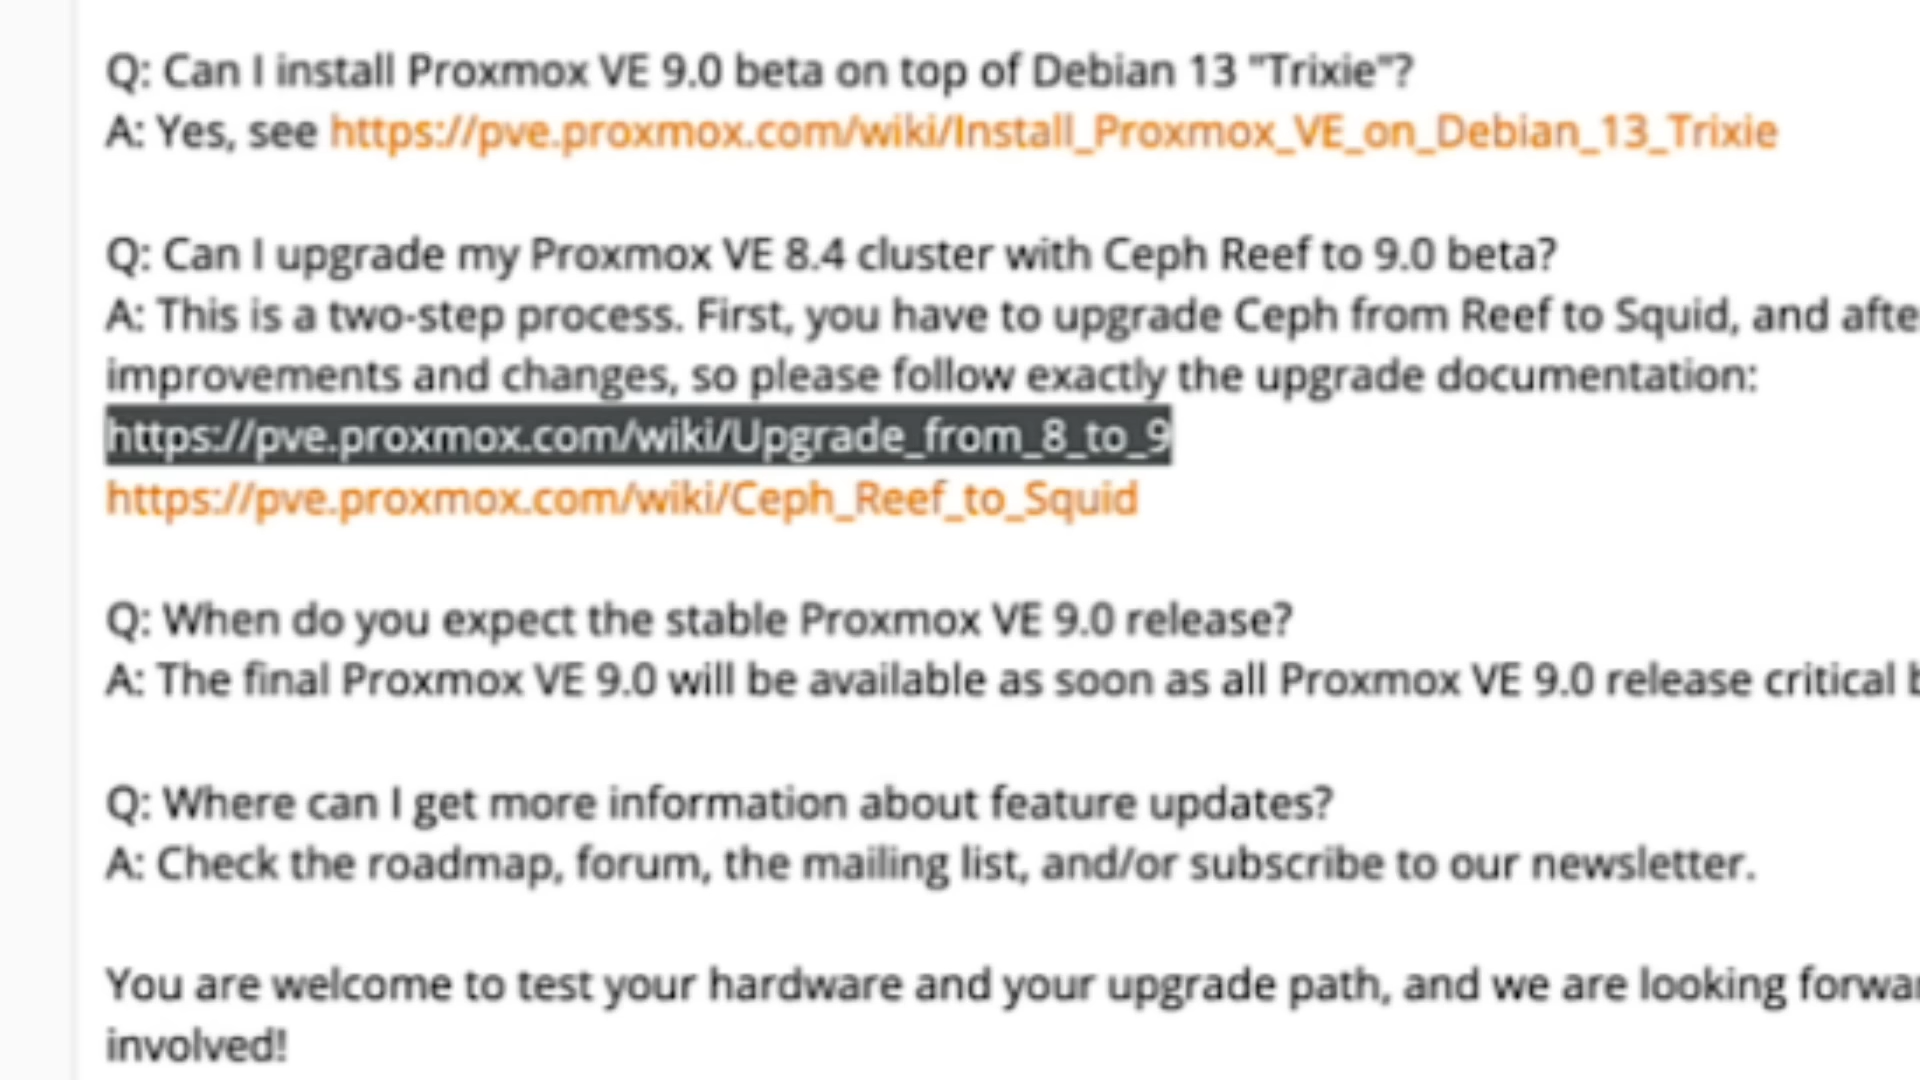 Q: Can I install Proxmox VE 9.0 beta on top of Debian 13 "Trixie"?
A: Yes, see https://pve.proxmox.com/wiki/Install_Proxmox_VE_on_Debian_13_Trixie
Q: Can I upgrade my Proxmox VE 8.4 cluster with Ceph Reef to 9.0 beta?
A: This is a two-step process. First, you have to upgrade Ceph from Reef to Squid, and afte
improvements and changes, so please follow exactly the upgrade documentation:
https://pve.proxmox.com/wiki/Upgrade_from_8_to_9
https://pve.proxmox.com/wiki/Ceph_Reef_to_Squid
Q: When do you expect the stable Proxmox VE 9.0 release?
A: The final Proxmox VE 9.0 will be available as soon as all Proxmox VE 9.0 release critical b
Q: Where can I get more information about feature updates?
A: Check the roadmap, forum, the mailing list, and/or subscribe to our newsletter.
You are welcome to test your hardware and your upgrade path, and we are looking forwar
involved!